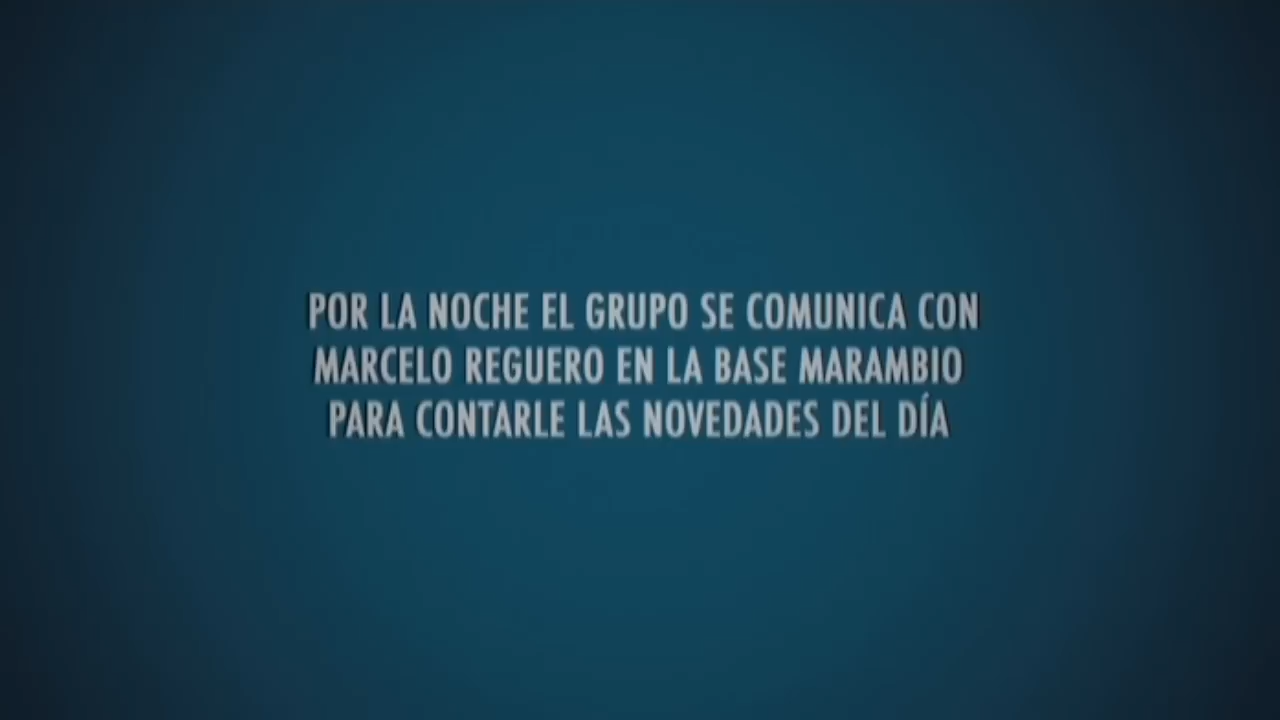 POR LA NOCHE EL GRUPO SE COMUNICA CON
MARCELO REGUERO EN LA BASE MARAMBIO
PARA CONTARLE LAS NOVEDADES DEL DÍA